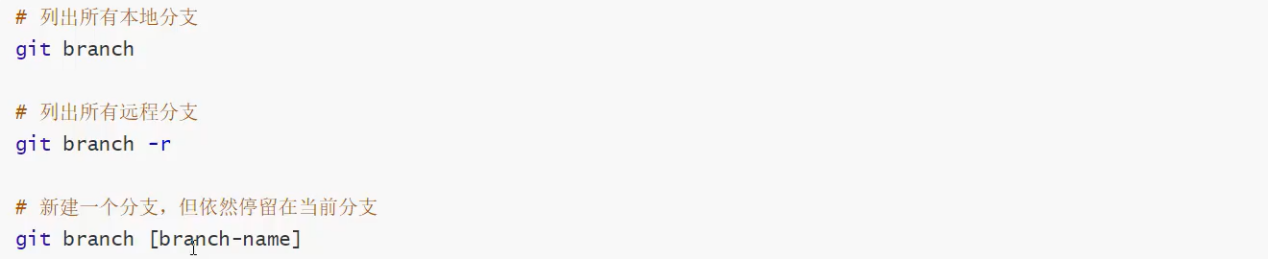 # 列出所有本地分支
git branch
# 列出所有远程分支
git branch -r
# 新建一个分支，但依然停留在当前分支
git branch [branch-name]